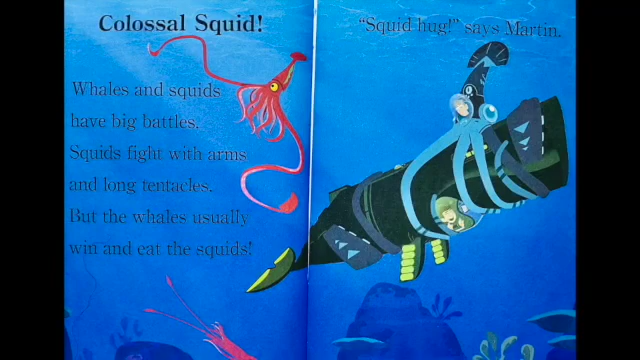 Colossal Squid!
Whales and squids
have big battles.
Squids fight with arms
and long tentacles.
But the whales usually
win and eat the squids!
"Squid hug!" says Martin.